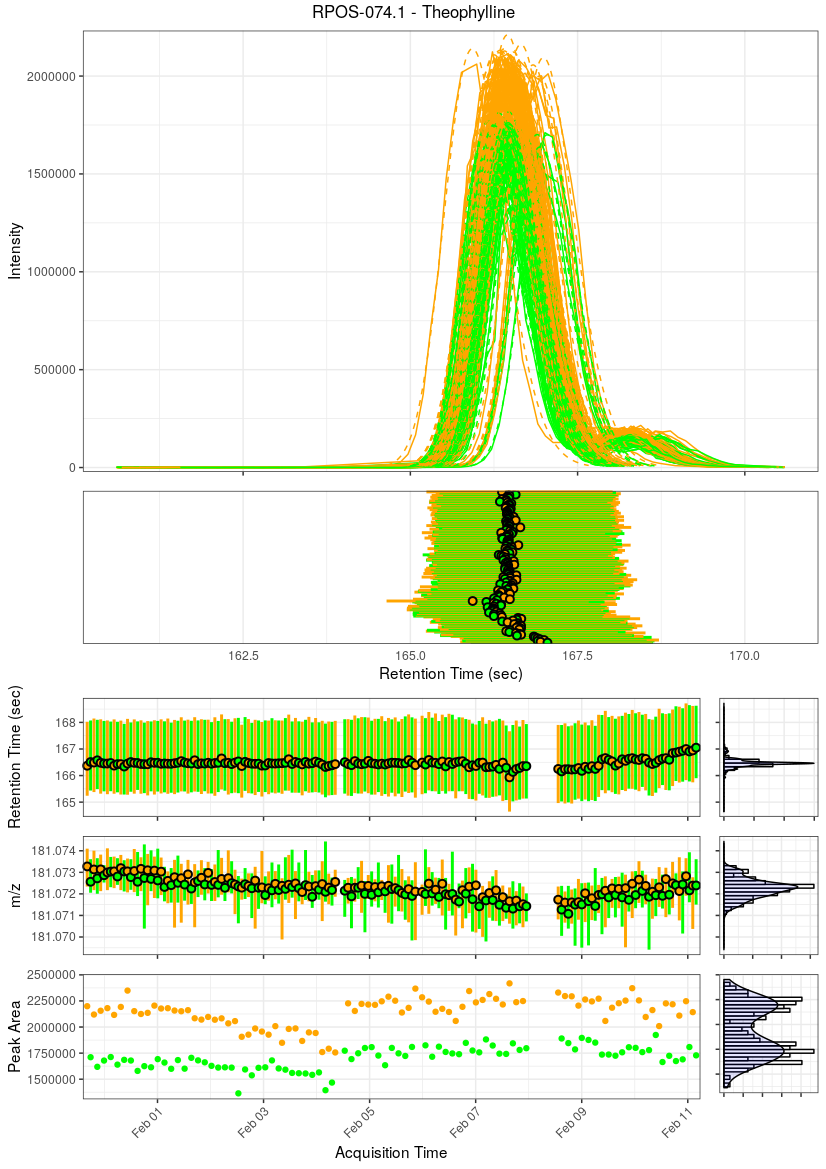 RPOS-074.1 - Theophylline
2000000
1500000
1000000
500000
0
Intensity
162.5 165.0 167.5 170.0
Retention Time (sec)
168
167
166
165
Retention Time (sec)
181.074
181.073
181.072
181.071
181.070
m/z
2500000
2250000
2000000
1750000
1500000
Peak Area
Feb 01 Feb 03 Feb 05 Feb 07 Feb 09 Feb 11
Acquisition Time